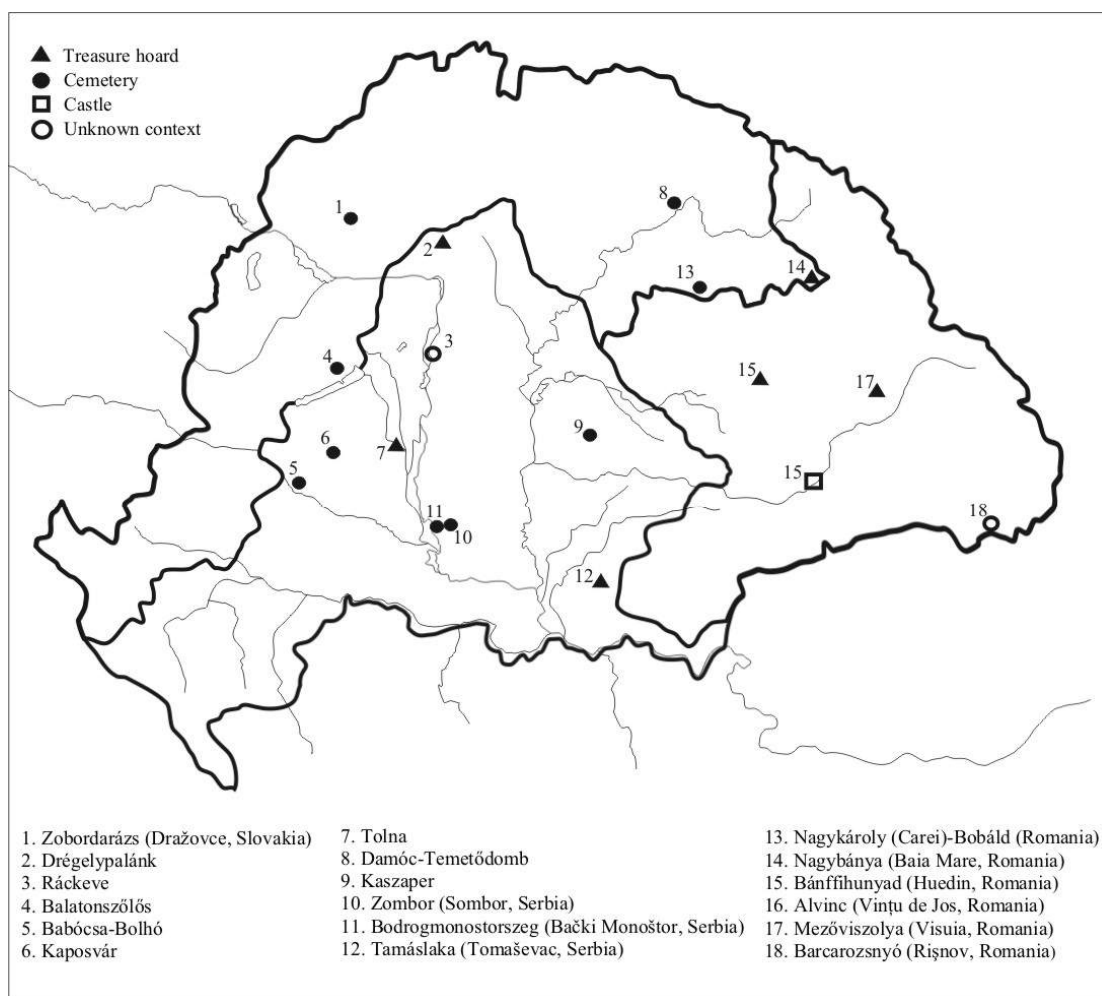 Treasure hoard
Cemetery
Castle
Unknown context
1
8
2
14
13
3
4
15
17
9
7
6
5
15
18
11
10
12
1. Zobordarázs (Dražovce, Slovakia)
2. Drégelypalánk
3. Ráckeve
4. Balatonszőlős
5. Babócsa-Bolhó
6. Kaposvár
7. Tolna
8. Damóc-Temetődomb
9. Kaszaper
10. Zombor (Sombor, Serbia)
11. Bodrogmonostorszeg (Bački Monoštor, Serbia)
12. Tamáslaka (Tomaševac, Serbia)
13. Nagykároly (Carei)-Bobáld (Romania)
14. Nagybánya (Baia Mare, Romania)
15. Bánffihunyad (Huedin, Romania)
16. Alvinc (Vințu de Jos, Romania)
17. Mezőviszolya (Visuia, Romania)
18. Barcarozsnyó (Rișnov, Romania)